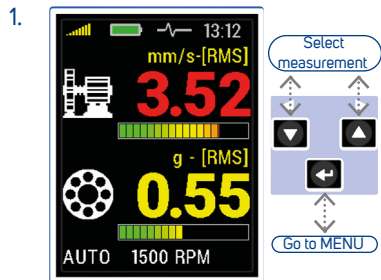 1.
13:12
mm/s-[RMS]
3.52
g - [RMS]
0.55
AUTO 1500 RPM
Select
measurement
Go to MENU